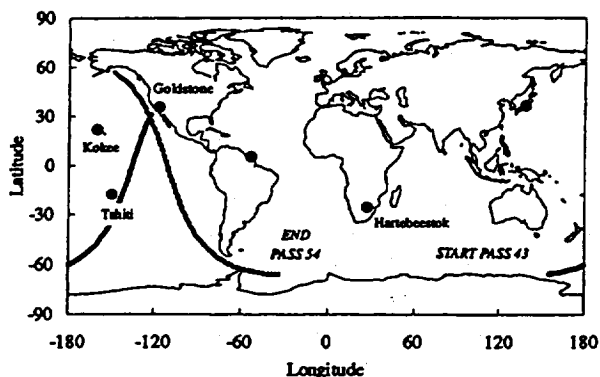 90
60
30
0
-30
-60
-90
Latitude
Goldstone
Kokee
Tahiti
Hartebeestok
END
PASS 54
START PASS 43
-180 -120 -60 0 60 120 180
Longitude